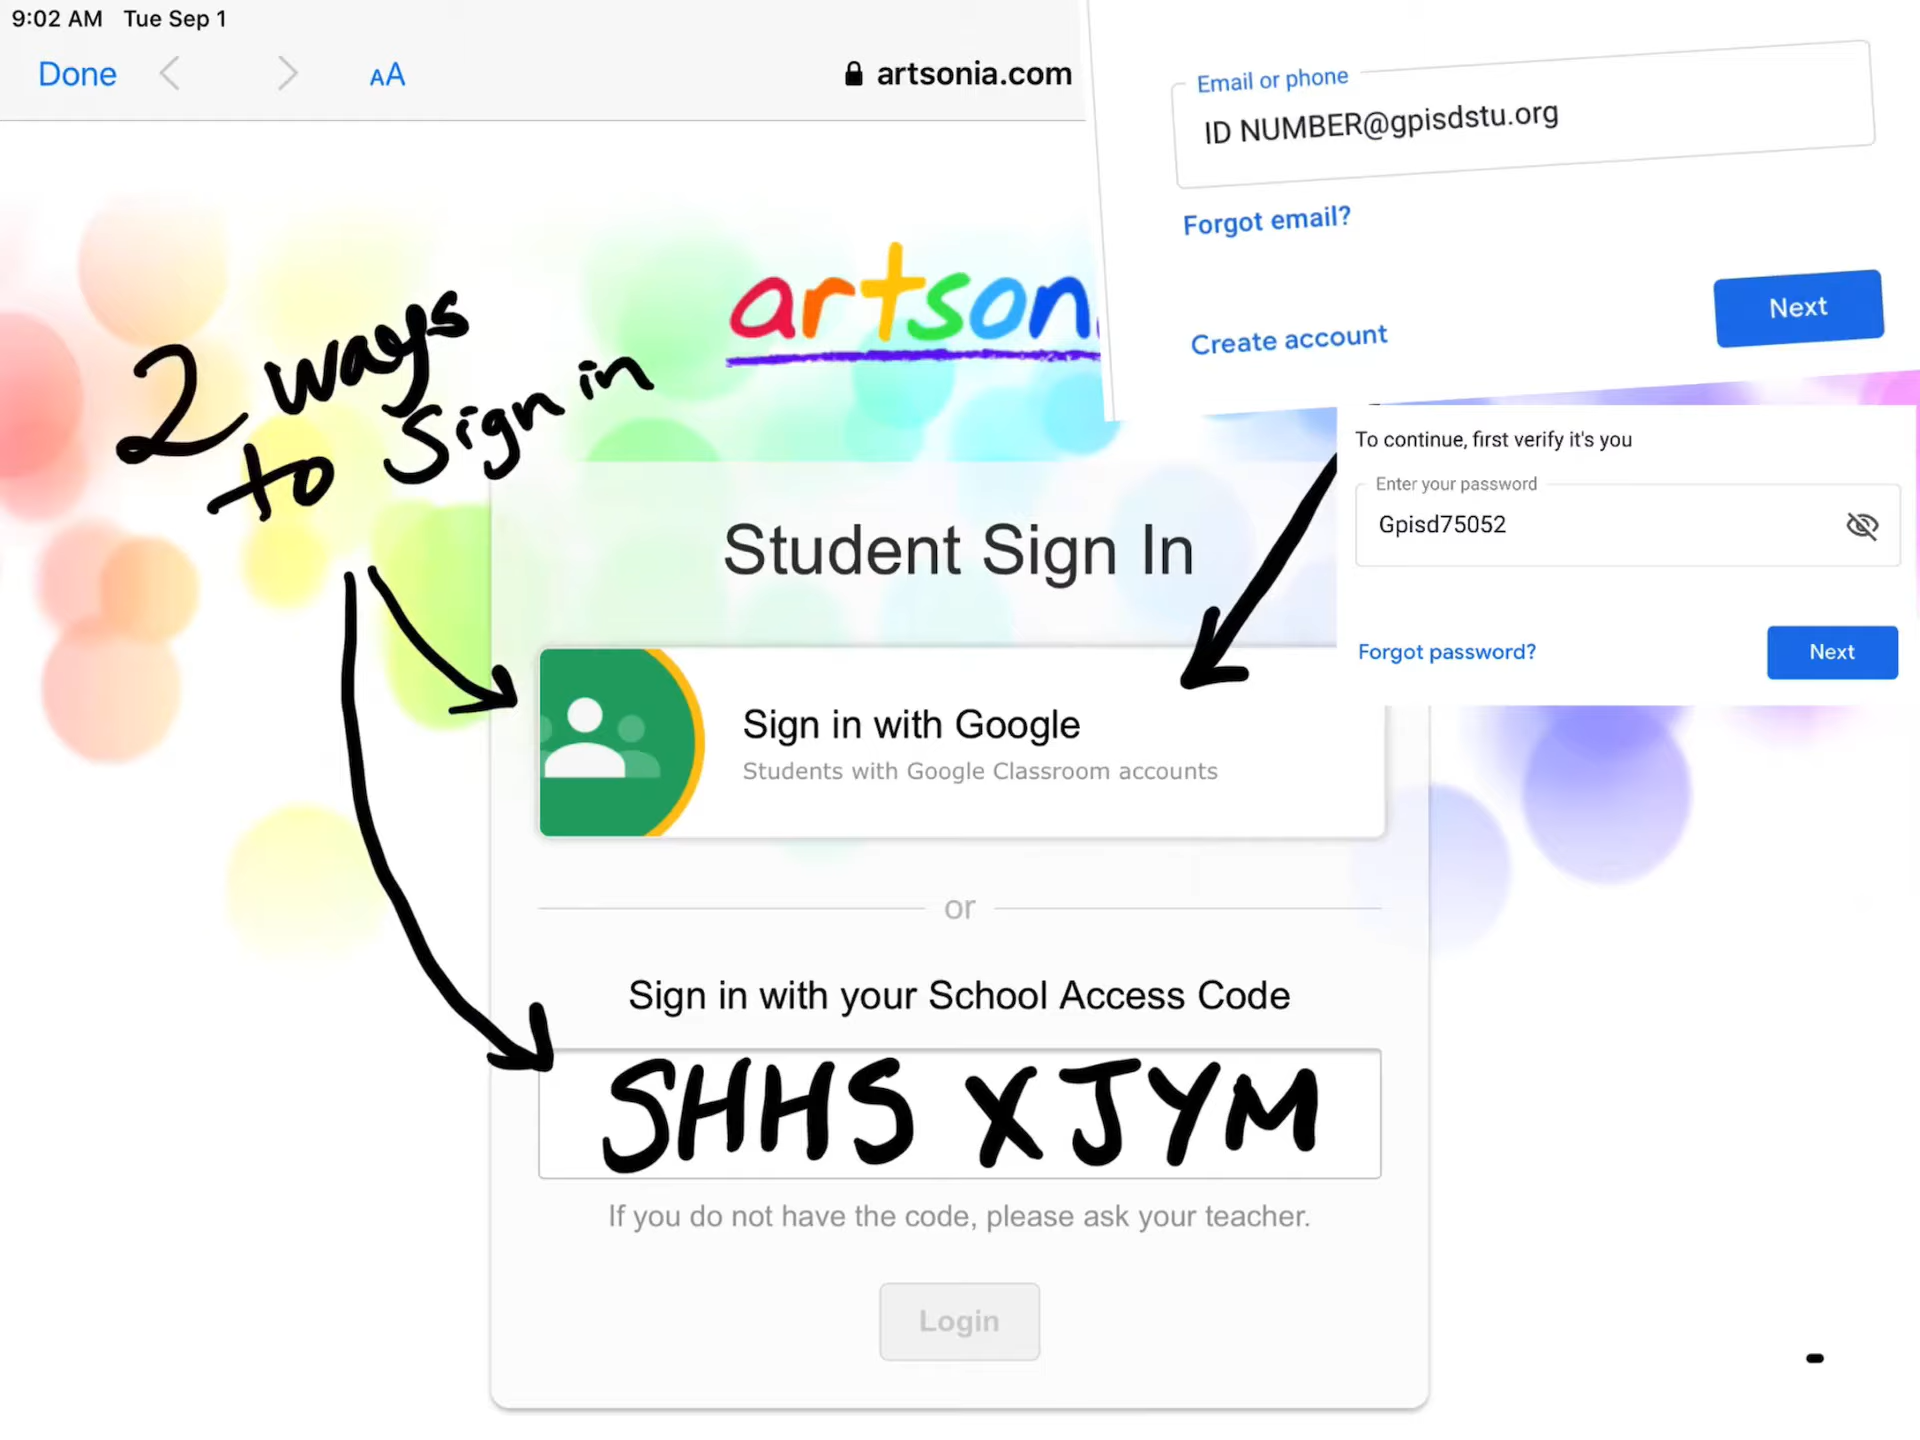 9:02 AM Tue Sep 1
Done
AA
artsonia.com
Email or phone
ID NUMBER@gpisdstu.org
Forgot email?
Create account
Next
artson
2 ways
to Sign in
To continue, first verify it's you
Enter your password
Gpisd75052
Forgot password?
Next
Student Sign In
Sign in with Google
Students with Google Classroom accounts
or
Sign in with your School Access Code
SHHS XJYM
If you do not have the code, please ask your teacher.
Login